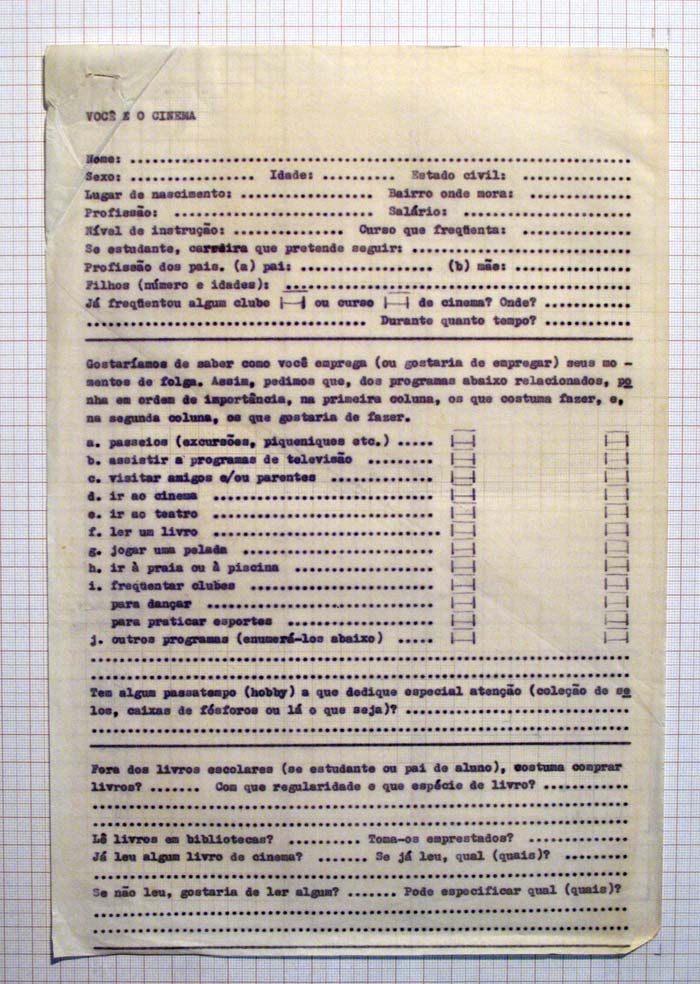 VOCÊ E O CINEMA
Nome: ........................................................................
Sexo: .................. Idade: .......... Estado civil: ...............
Lugar de nascimento: ................... Bairro onde mora: .............
Profissão: ........................ Salário: ........................
Nível de instrução: ................ Curso que freqüenta: ...............
Se estudante, carreira que pretende seguir: ...............................
Profissão dos pais. (a) pai: ................... (b) mãe: .................
Filhos (número e idades): ..................................................
Já freqüentou algum clube |—| ou curso |—| de cinema? Onde? ............
........................................ Durante quanto tempo? ............
Gostaríamos de saber como você emprega (ou gostaria de empregar) seus mo -
mentos de folga. Assim, pedimos que, dos programas abaixo relacionados, po
nha em ordem de importância, na primeira coluna, os que costuma fazer, e,
na segunda coluna, os que gostaria de fazer.
a. passeios (excursões, piqueniques etc.) ..... |—| |—|
b. assistir a programas de televisão .......... |—| |—|
c. visitar amigos e/ou parentes ............... |—| |—|
d. ir ao cinema ................................ |—| |—|
e. ir ao teatro ................................ |—| |—|
f. ler um livro ................................. |—| |—|
g. jogar uma pelada ............................ |—| |—|
h. ir à praia ou à piscina .................... |—| |—|
i. freqüentar clubes ........................... |—| |—|
para dançar ................................. |—| |—|
para praticar esportes ..................... |—| |—|
j. outros programas (enumerá-los abaixo) ..... |—| |—|
..............................................................................
..............................................................................
Tem algum passatempo (hobby) a que dedique especial atenção (coleção de se
los, caixas de fósforos ou lá o que seja)? ................................
..............................................................................
Fora dos livros escolares (se estudante ou pai de aluno), costuma comprar
livros? ....... Com que regularidade e que espécie de livro? ............
..............................................................................
..............................................................................
Lê livros em bibliotecas? .......... Toma-os emprestados? ..............
Já leu algum livro de cinema? ....... Se já leu, qual (quais)? .........
..............................................................................
Se não leu, gostaria de ler algum? ....... Pode especificar qual (quais)?
..............................................................................
..............................................................................